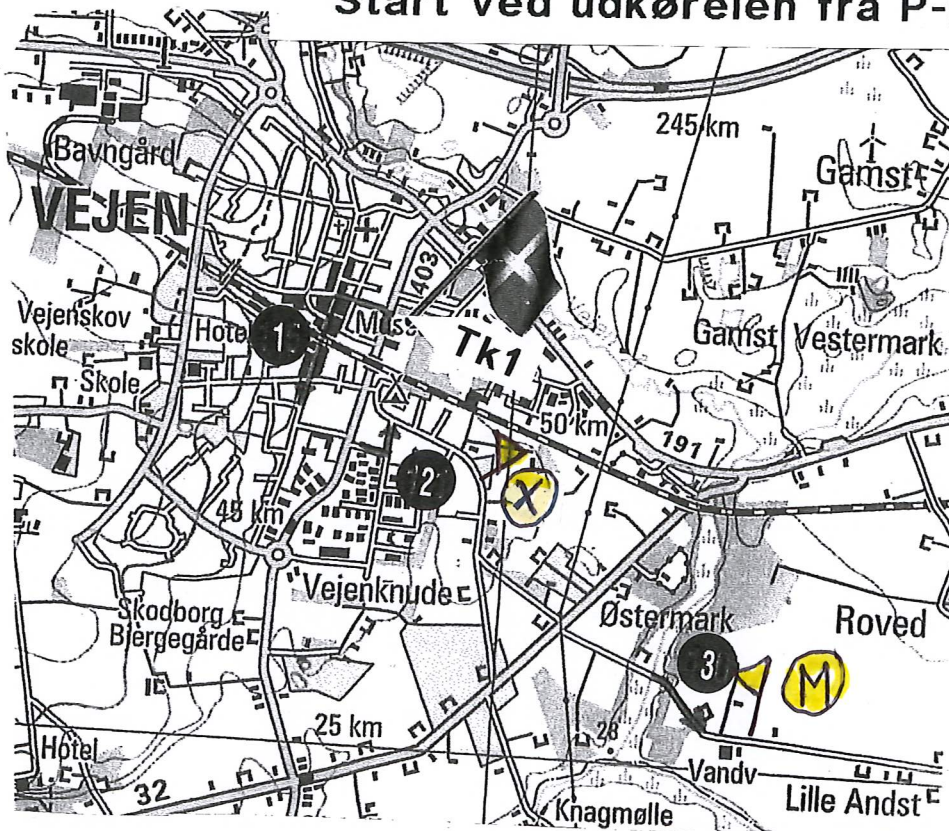 Start ved udkørelen fra P-
245 km
Bavngård
Gamst
VEJEN
403
Vejenskov
skole
Hotel
1
Mus
Tk1
Gamst Vestermark
Skole
50 km
191
2
X
45 km
Vejenknude
Skodborg
Bjergegårde
Østermark
Roved
3
M
25 km
28
Hotel
Vandv
32
Knagmølle
Lille Andst